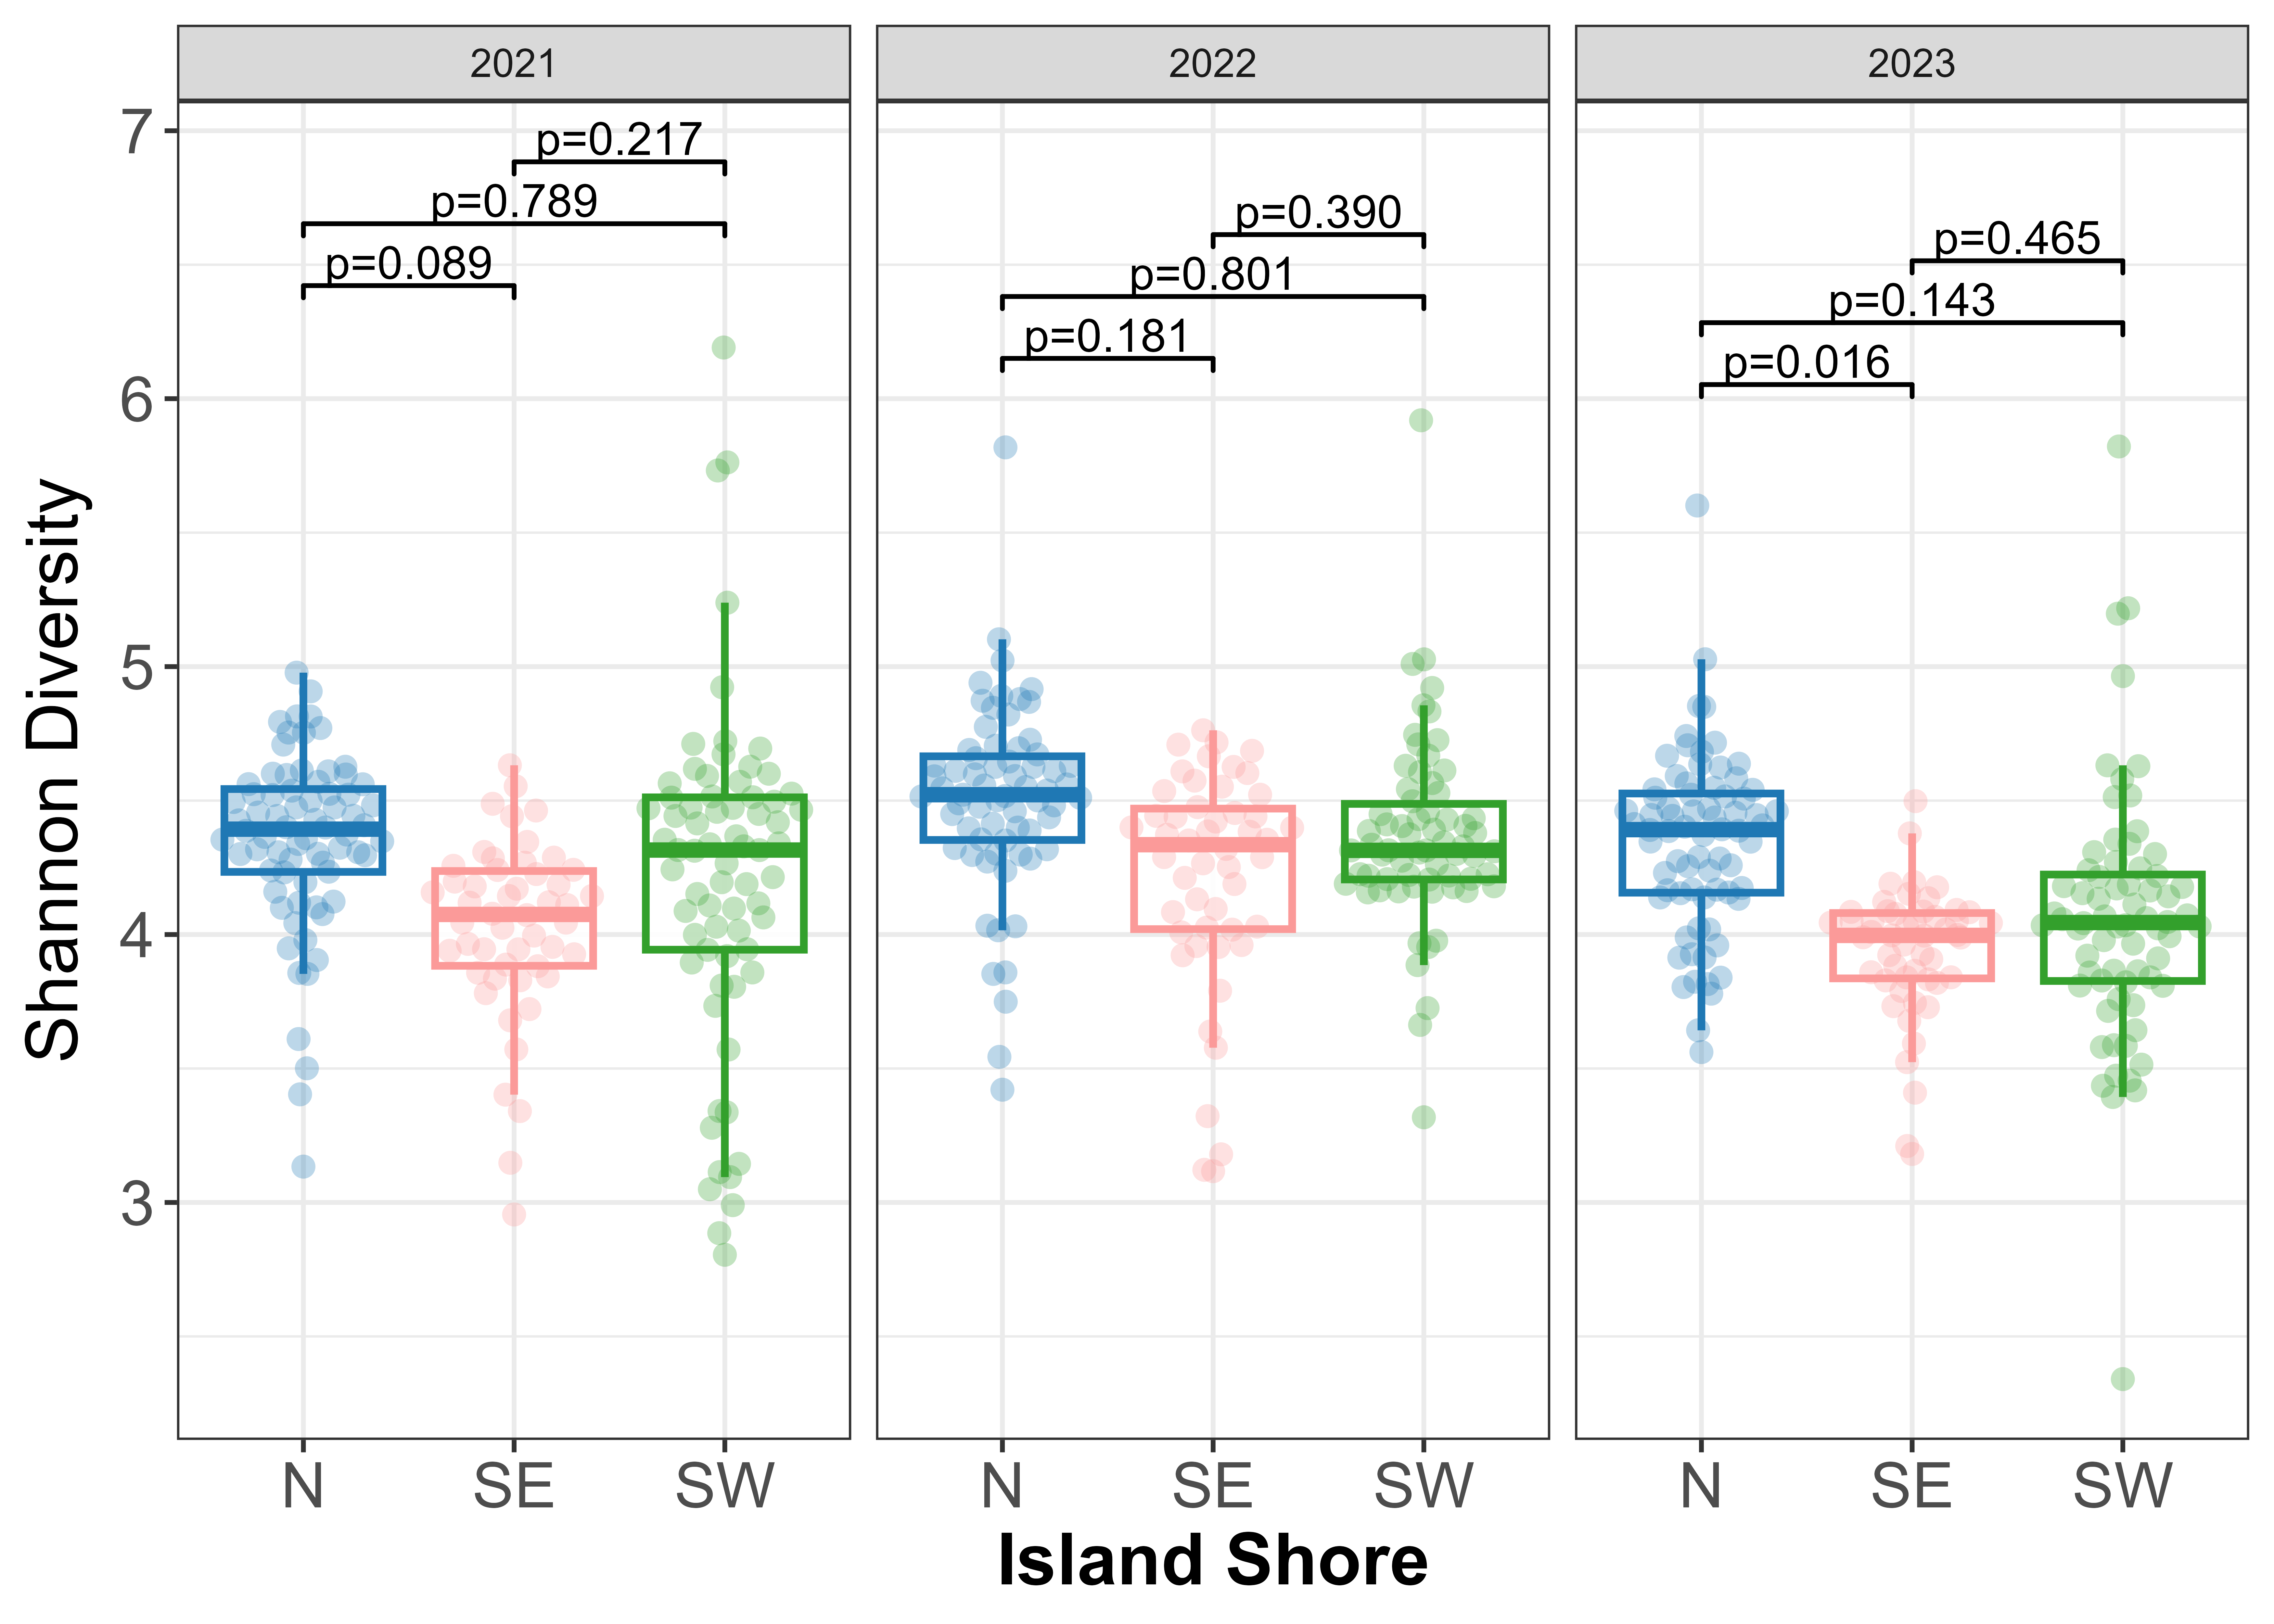 2021
2022
2023
Shannon Diversity
7
6
5
4
3
p=0.217
p=0.789
p=0.089
p=0.390
p=0.801
p=0.181
p=0.465
p=0.143
p=0.016
N
SE
SW
N
SE
SW
N
SE
SW
Island Shore